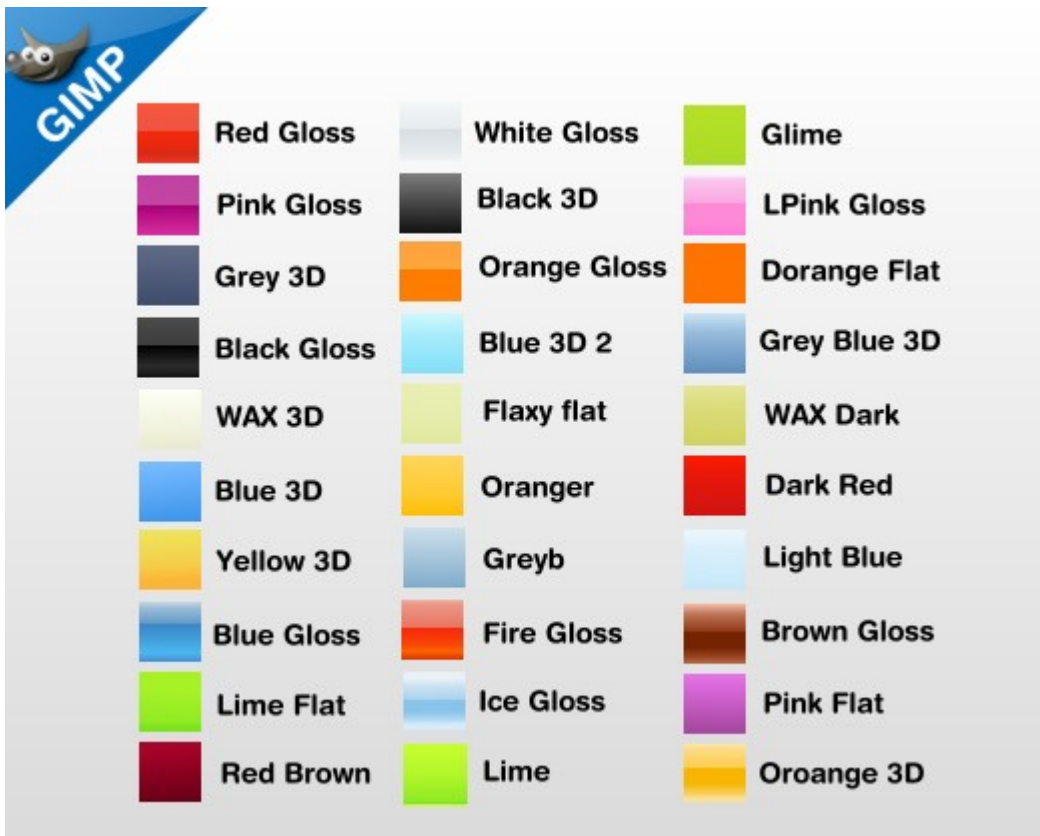 GIMP
Red Gloss
Pink Gloss
Grey 3D
Black Gloss
WAX 3D
Blue 3D
Yellow 3D
Blue Gloss
Lime Flat
Red Brown
White Gloss
Black 3D
Orange Gloss
Blue 3D 2
Flaxy flat
Oranger
Greyb
Fire Gloss
Ice Gloss
Lime
Glime
LPink Gloss
Dorange Flat
Grey Blue 3D
WAX Dark
Dark Red
Light Blue
Brown Gloss
Pink Flat
Oroange 3D